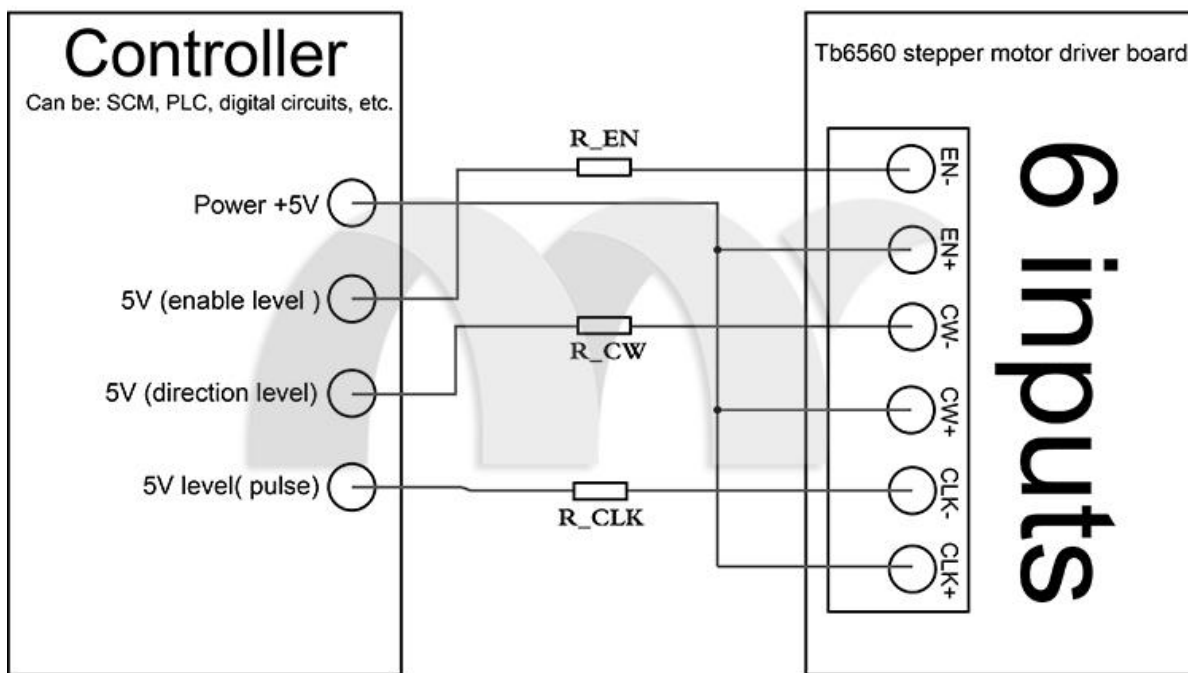 Controller
Can be: SCM, PLC, digital circuits, etc.
Power +5V
5V (enable level )
5V (direction level)
5V level( pulse)
R_EN
R_CW
R_CLK
Tb6560 stepper motor driver board
EN-
EN+
CW-
CW+
CLK-
CLK+
6 inputs